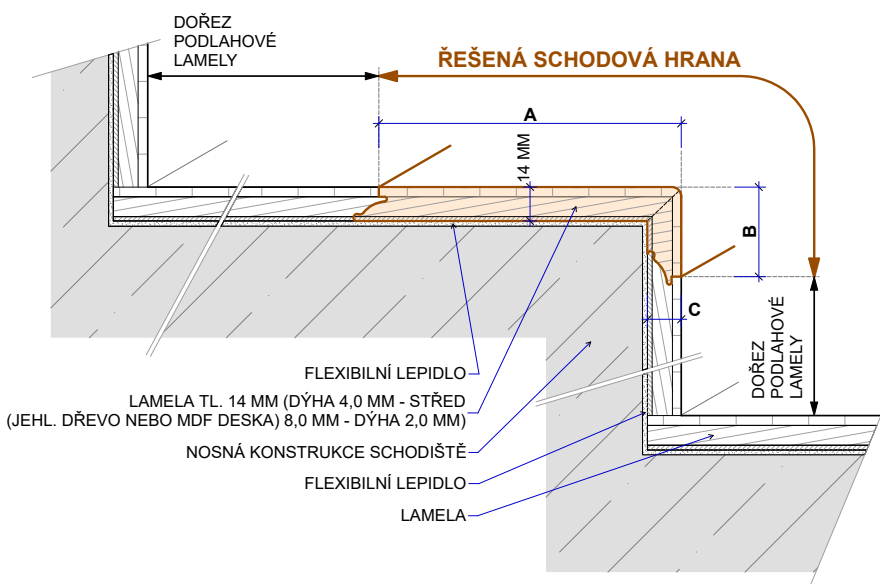 DOŘEZ
PODLAHOVÉ
LAMELY
ŘEŠENÁ SCHODOVÁ HRANA
A
14 MM
B
C
DOŘEZ
PODLAHOVÉ
LAMELY
FLEXIBILNÍ LEPIDLO
LAMELA TL. 14 MM (DÝHA 4,0 MM - STŘED
(JEHL. DŘEVO NEBO MDF DESKA) 8,0 MM - DÝHA 2,0 MM)
NOSNÁ KONSTRUKCE SCHODIŠTĚ
FLEXIBILNÍ LEPIDLO
LAMELA